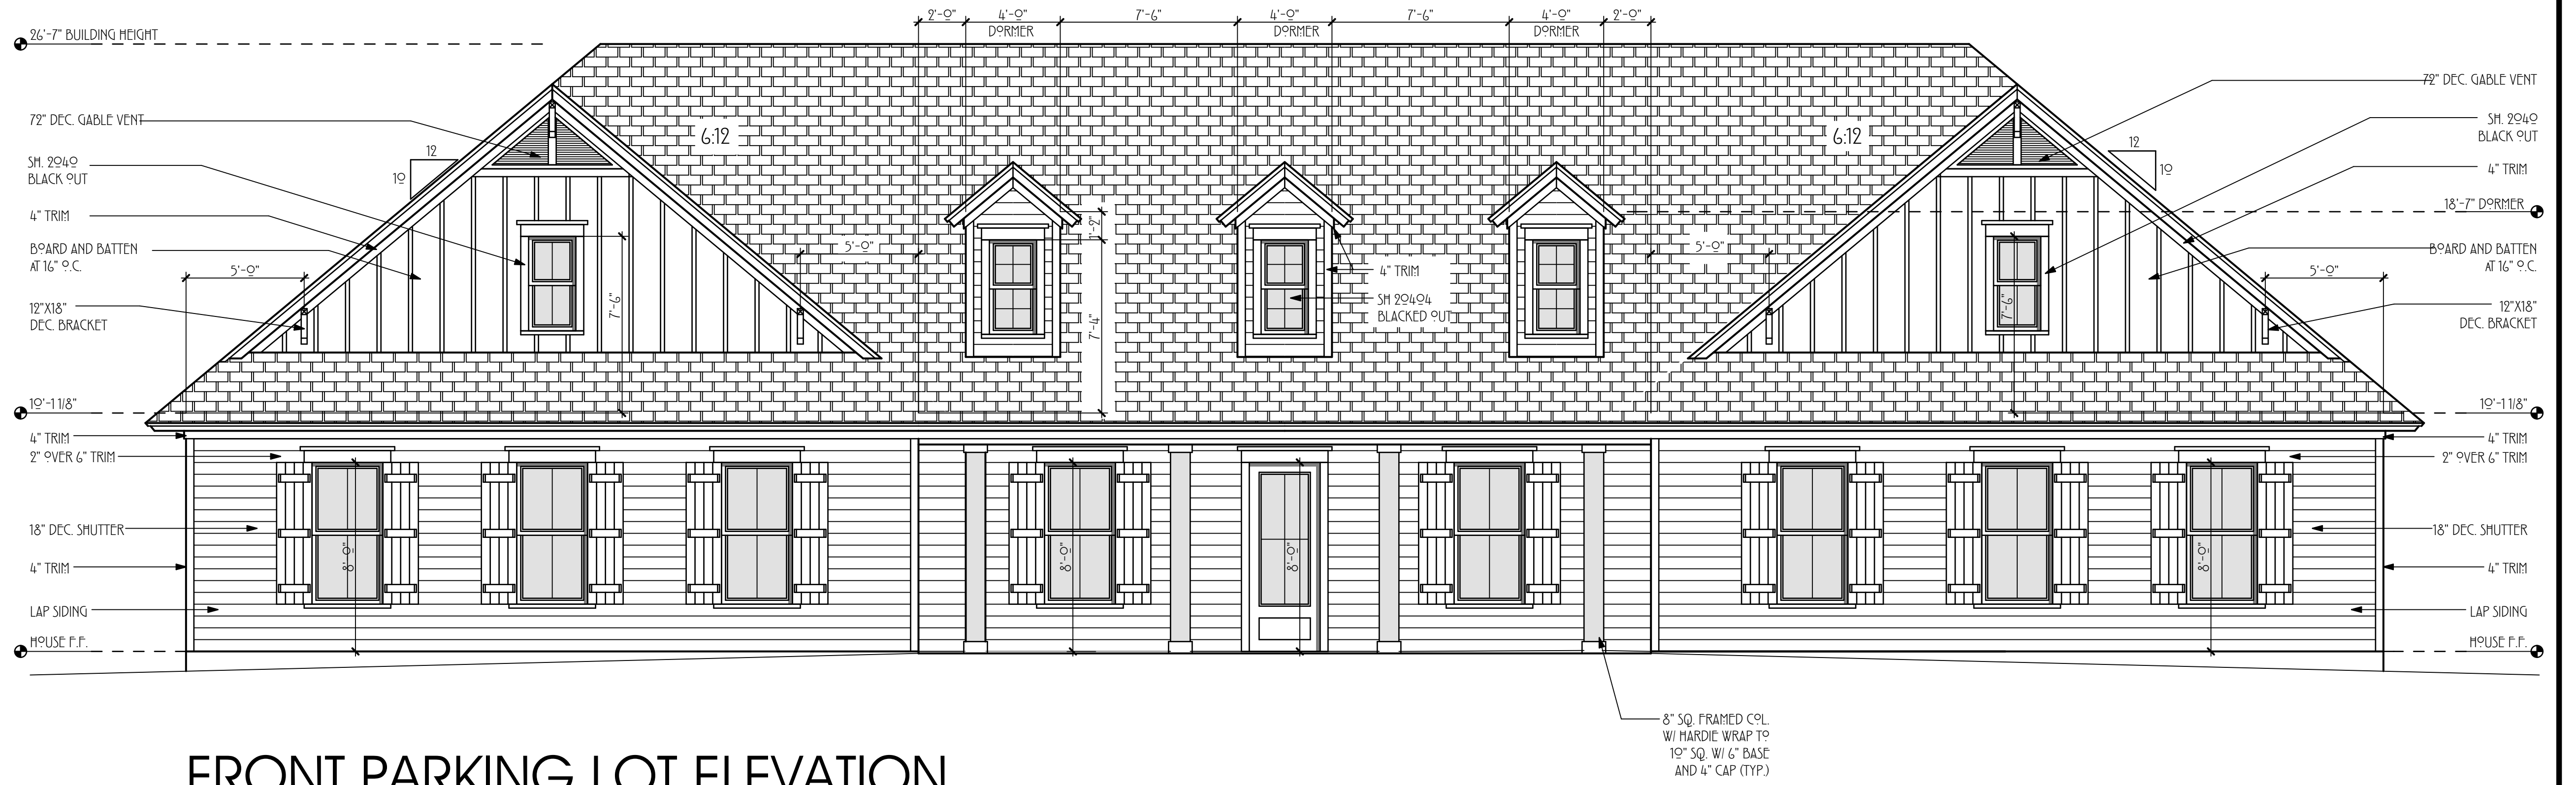 2'-0" 4'-0" 7'-6" 4'-0" 7'-6" 4'-0" 2'-0"
DORMER DORMER DORMER
26'-7" BUILDING HEIGHT
72" DEC. GABLE VENT
SH. 2040
BLACK OUT
4" TRIM
BOARD AND BATTEN
AT 16" O.C.
12"X18"
DEC. BRACKET
10'-1 1/8"
4" TRIM
2" OVER 6" TRIM
18" DEC. SHUTTER
4" TRIM
LAP SIDING
HOUSE F.F.
12
10
5'-0"
7'-6"
6:12
5'-0"
1'-2"
7'-4"
4" TRIM
SH 20404
BLACKED OUT
6:12
5'-0"
7'-6"
12
10
5'-0"
8'-0"
8'-0"
8'-0"
8'-0"
72" DEC. GABLE VENT
SH. 2040
BLACK OUT
4" TRIM
18'-7" DORMER
BOARD AND BATTEN
AT 16" O.C.
12"X18"
DEC. BRACKET
10'-1 1/8"
4" TRIM
2" OVER 6" TRIM
18" DEC. SHUTTER
4" TRIM
LAP SIDING
HOUSE F.F.
8" SQ. FRAMED COL.
W/ HARDIE WRAP TO
10" SQ. W/ 6" BASE
AND 4" CAP (TYP.)
FRONT PARKING LOT ELEVATION